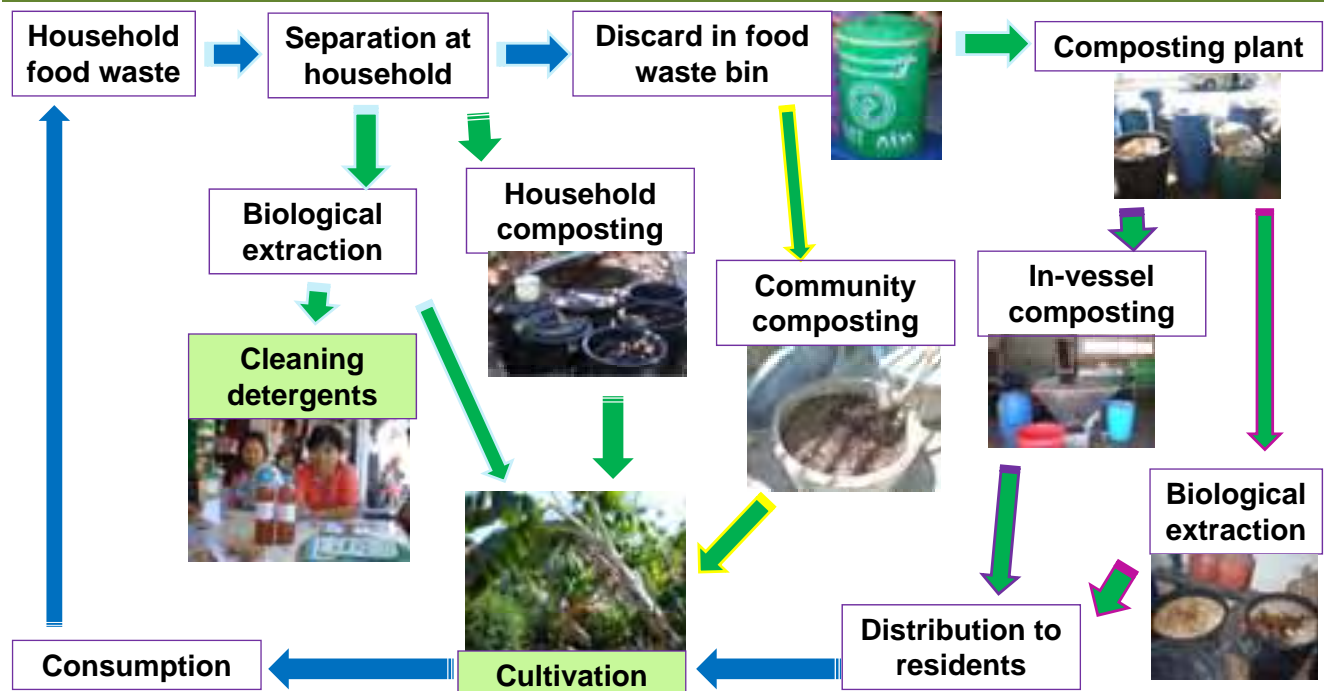 Household
food waste
Separation at
household
Discard in food
waste bin
Composting plant
Biological
extraction
Household
composting
Community
composting
In-vessel
composting
Cleaning
detergents
Biological
extraction
Distribution to
residents
Cultivation
Consumption